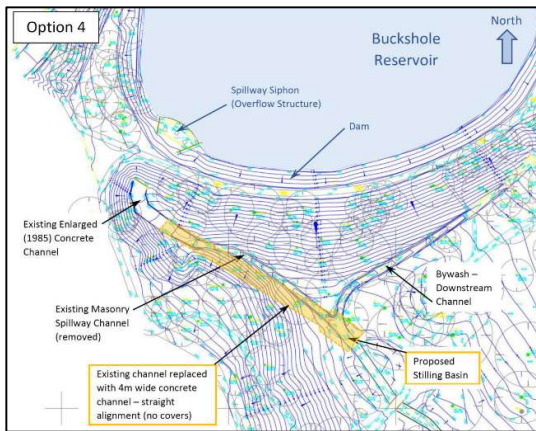 Option 4
North
Buckshole
Reservoir
Spillway Siphon
(Overflow Structure)
Dam
Existing Enlarged
(1985) Concrete
Channel
Existing Masonry
Spillway Channel
(removed)
Bywash –
Downstream
Channel
Existing channel replaced
with 4m wide concrete
channel – straight
alignment (no covers)
Proposed
Stilling Basin